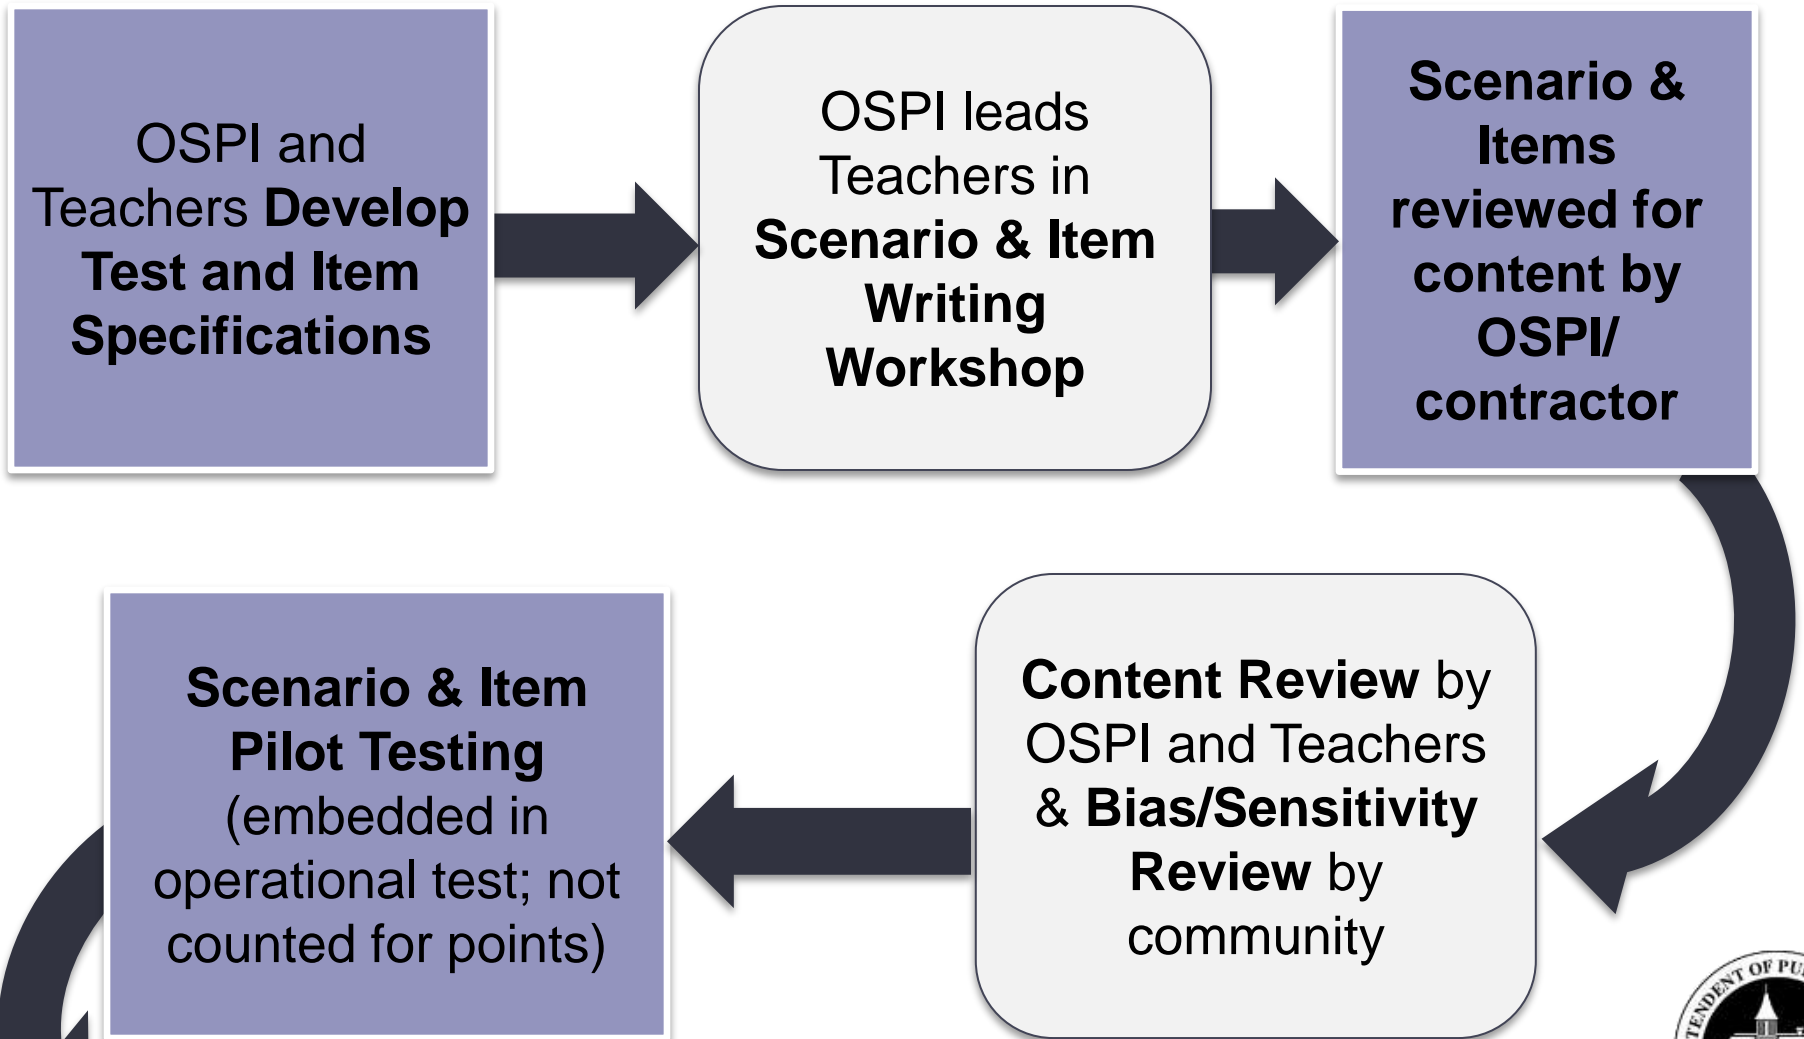 OSPI and
Teachers Develop
Test and Item
Specifications
OSPI leads
Teachers in
Scenario & Item
Writing
Workshop
Scenario &
Items
reviewed for
content by
OSPI/
contractor
Content Review by
OSPI and Teachers
& Bias/Sensitivity
Review by
community
Scenario & Item
Pilot Testing
(embedded in
operational test; not
counted for points)
OF